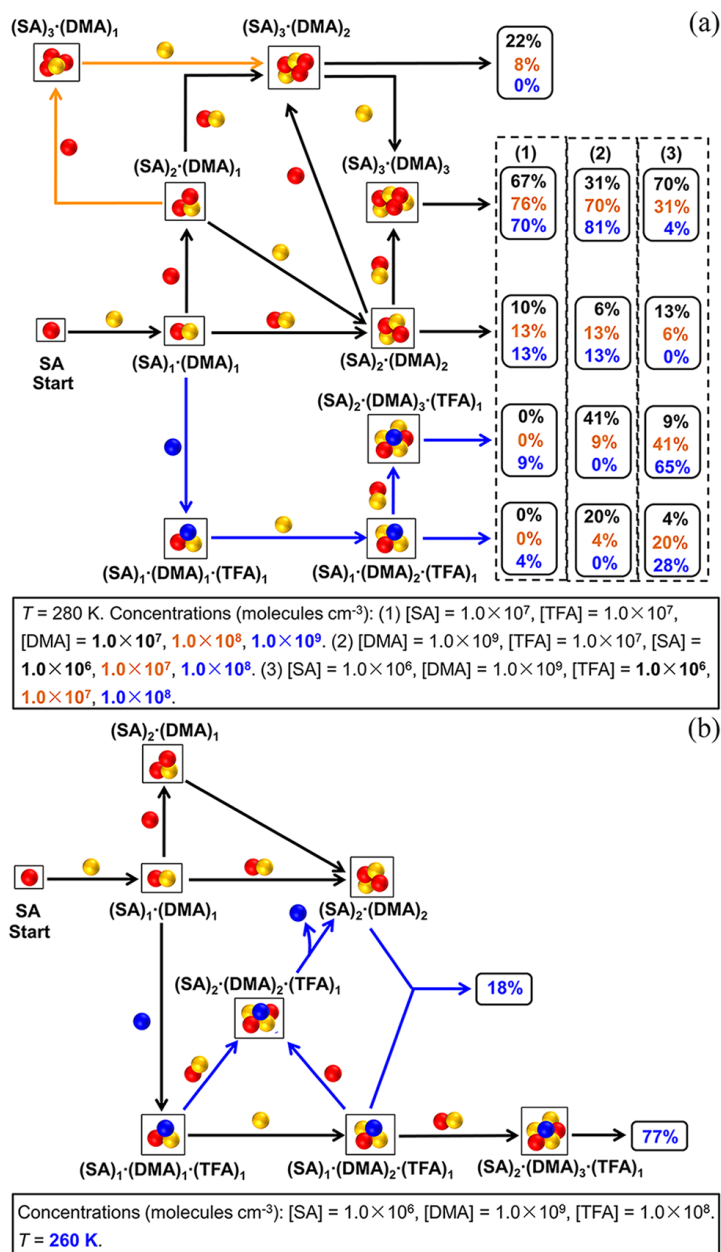 (a)
(SA)₃·(DMA)₁
(SA)₃·(DMA)₂
22%
8%
0%
(SA)₂·(DMA)₁
(SA)₃·(DMA)₃
(1) (2) (3)
67% 31% 70%
76% 70% 31%
70% 81% 4%
SA
Start
(SA)₁·(DMA)₁
(SA)₂·(DMA)₂
10% 6% 13%
13% 13% 6%
13% 13% 0%
(SA)₂·(DMA)₃·(TFA)₁
0% 41% 9%
0% 9% 41%
9% 0% 65%
(SA)₁·(DMA)₁·(TFA)₁
(SA)₁·(DMA)₂·(TFA)₁
0% 20% 4%
0% 4% 20%
4% 0% 28%
T = 280 K. Concentrations (molecules cm⁻³): (1) [SA] = 1.0×10⁷, [TFA] = 1.0×10⁷,
[DMA] = 1.0×10⁷, 1.0×10⁸, 1.0×10⁹. (2) [DMA] = 1.0×10⁹, [TFA] = 1.0×10⁷, [SA] =
1.0×10⁶, 1.0×10⁷, 1.0×10⁸. (3) [SA] = 1.0×10⁶, [DMA] = 1.0×10⁹, [TFA] = 1.0×10⁶,
1.0×10⁷, 1.0×10⁸.
(b)
(SA)₂·(DMA)₁
SA
Start
(SA)₁·(DMA)₁
(SA)₂·(DMA)₂
(SA)₂·(DMA)₂·(TFA)₁
18%
77%
(SA)₁·(DMA)₁·(TFA)₁
(SA)₁·(DMA)₂·(TFA)₁
(SA)₂·(DMA)₃·(TFA)₁
Concentrations (molecules cm⁻³): [SA] = 1.0×10⁶, [DMA] = 1.0×10⁹, [TFA] = 1.0×10⁸.
T = 260 K.